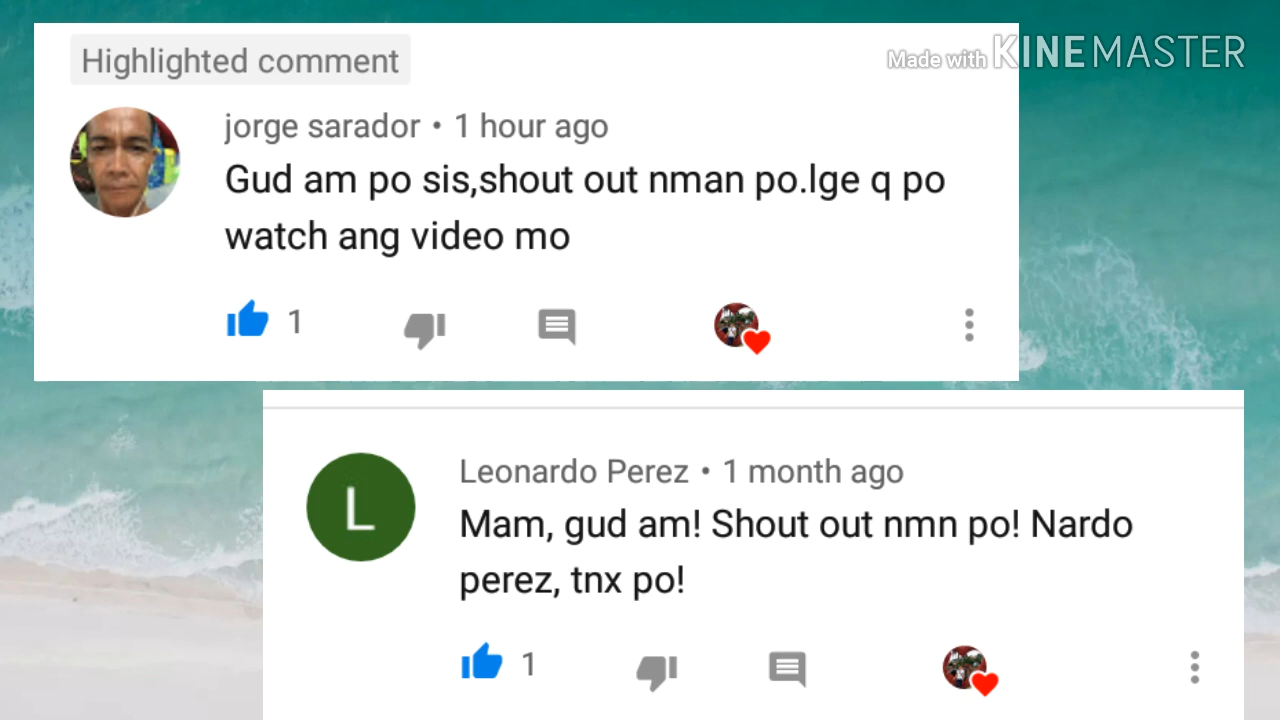 Highlighted comment
Made with KINEMASTER
jorge sarador • 1 hour ago
Gud am po sis,shout out nman po.lge q po
watch ang video mo
1
L
Leonardo Perez • 1 month ago
Mam, gud am! Shout out nmn po! Nardo
perez, tnx po!
1